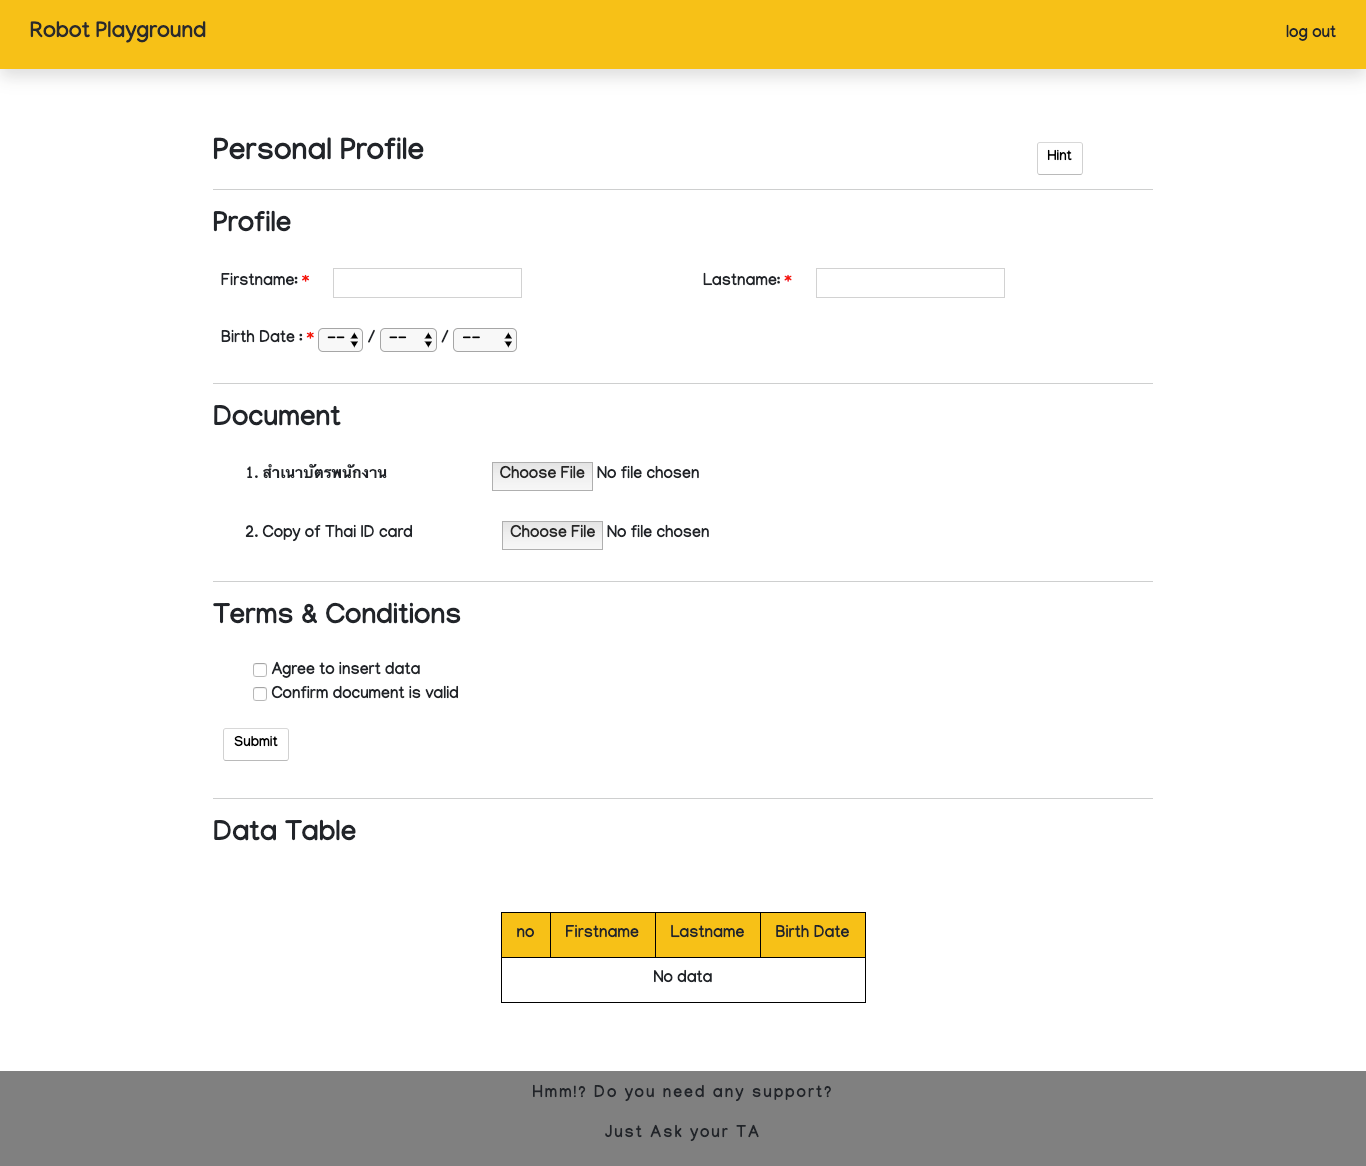 Robot Playground log out
Personal Profile Hint
Profile
Firstname: * Lastname: *
Birth Date : * -- / -- / --
Document
1. สำเนาบัตรพนักงาน Choose File No file chosen
2. Copy of Thai ID card Choose File No file chosen
Terms & Conditions
Agree to insert data
Confirm document is valid
Submit
Data Table
no Firstname Lastname Birth Date
No data
Hmm!? Do you need any support?
Just Ask your TA